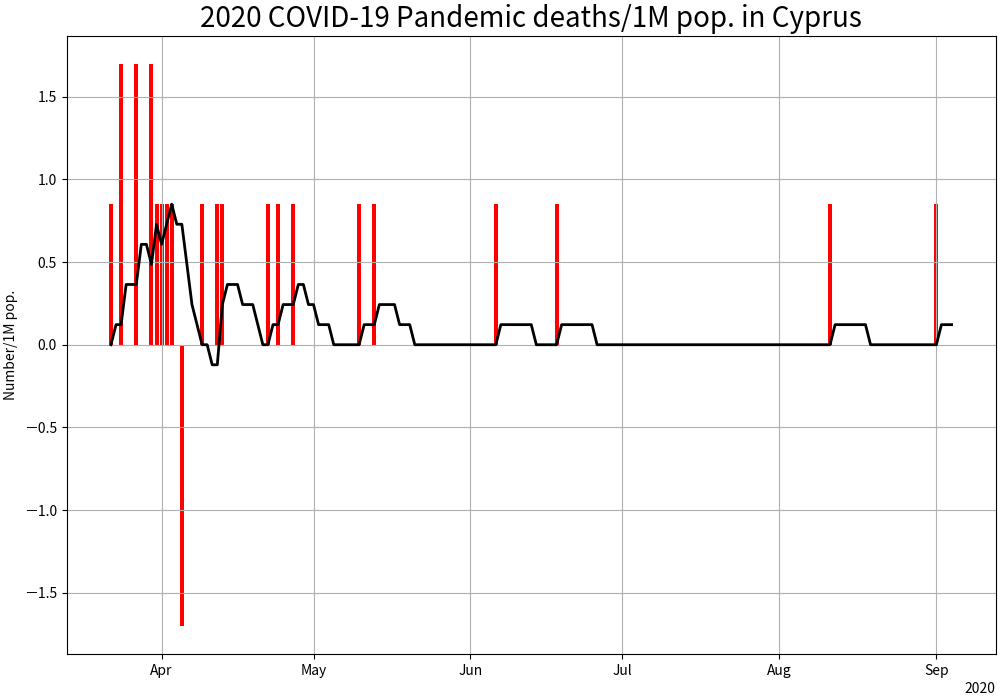 2020 COVID-19 Pandemic deaths/1M pop. in Cyprus
Number/1M pop.
1.5
1.0
0.5
0.0
−0.5
−1.0
−1.5
Apr May Jun Jul Aug Sep
2020